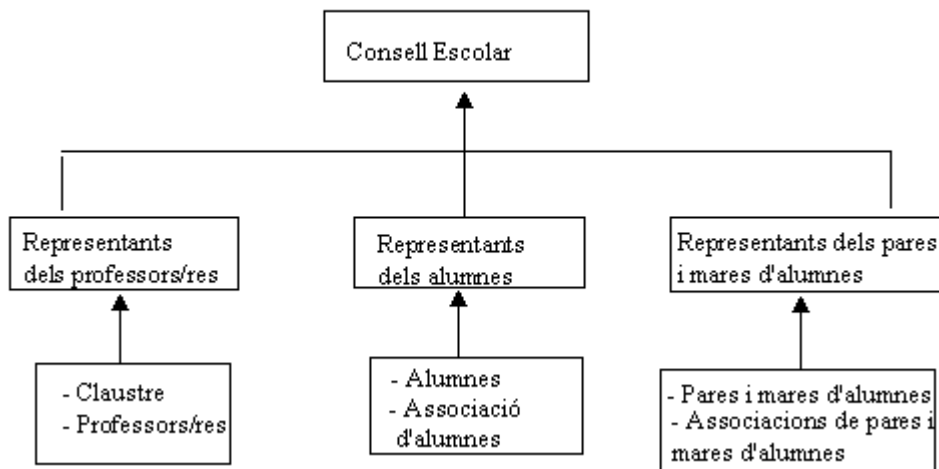 Consell Escolar
Representants
dels professors/res
Representants
dels alumnes
Representants dels pares
i mares d'alumnes
- Claustre
- Professors/res
- Alumnes
- Associació
d'alumnes
- Pares i mares d'alumnes
- Associacions de pares i
mares d'alumnes